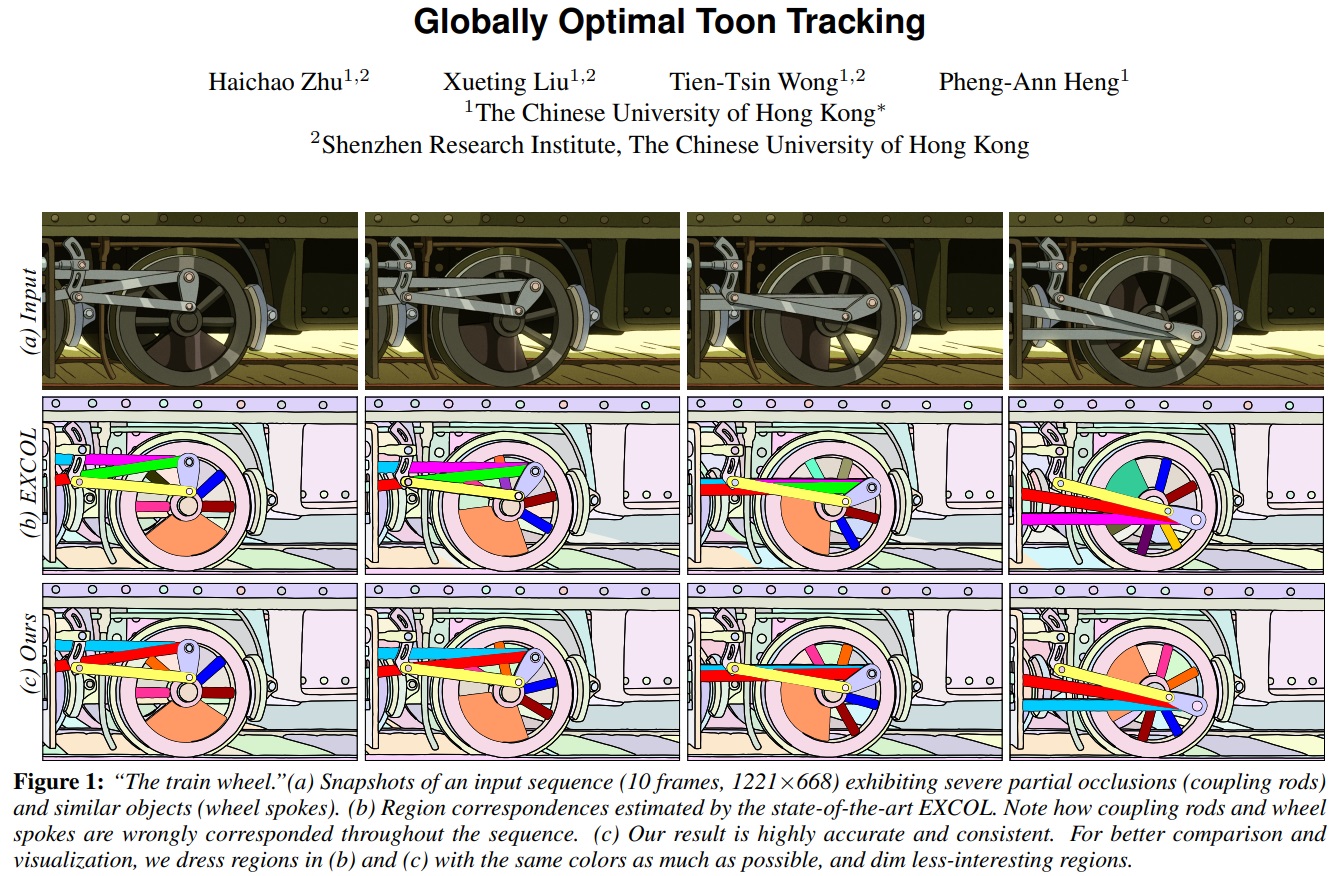 Globally Optimal Toon Tracking
Haichao Zhu1,2 Xueting Liu1,2 Tien-Tsin Wong1,2 Pheng-Ann Heng1
1The Chinese University of Hong Kong*
2Shenzhen Research Institute, The Chinese University of Hong Kong
(a) Input
(b) EXCOL
(c) Ours
Figure 1: “The train wheel.”(a) Snapshots of an input sequence (10 frames, 1221×668) exhibiting severe partial occlusions (coupling rods)
and similar objects (wheel spokes). (b) Region correspondences estimated by the state-of-the-art EXCOL. Note how coupling rods and wheel
spokes are wrongly corresponded throughout the sequence. (c) Our result is highly accurate and consistent. For better comparison and
visualization, we dress regions in (b) and (c) with the same colors as much as possible, and dim less-interesting regions.